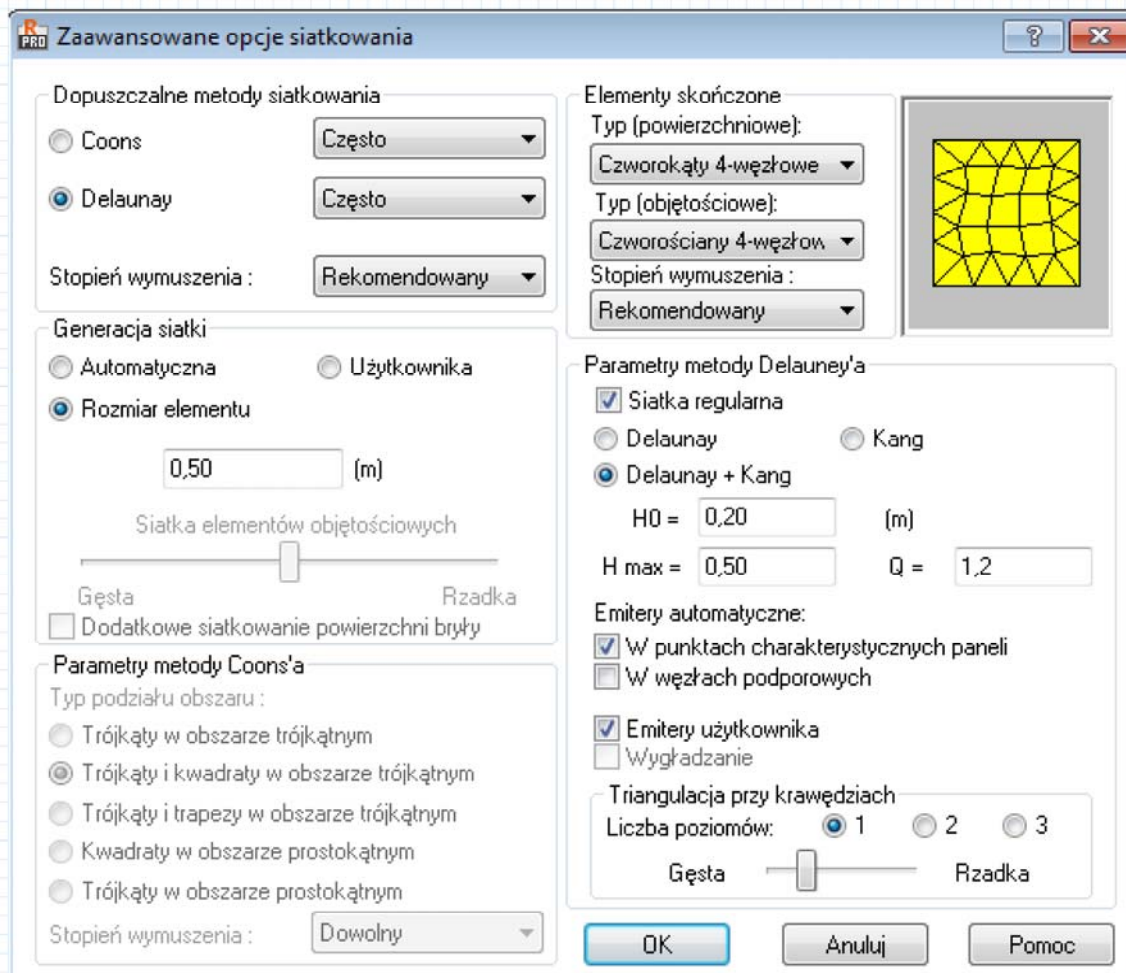 R
PRO
Zaawansowane opcje siatkowania
?
Dopuszczalne metody siatkowania
Coons
Często
Delaunay
Często
Stopień wymuszenia :
Rekomendowany
Generacja siatki
Automatyczna
Użytkownika
Rozmiar elementu
0,50
(m)
Siatka elementów objętościowych
Gęsta
Rzadka
Dodatkowe siatkowanie powierzchni bryły
Parametry metody Coons'a
Typ podziału obszaru :
Trójkąty w obszarze trójkątnym
Trójkąty i kwadraty w obszarze trójkątnym
Trójkąty i trapezy w obszarze trójkątnym
Kwadraty w obszarze prostokątnym
Trójkąty w obszarze prostokątnym
Stopień wymuszenia :
Dowolny
Elementy skończone
Typ (powierzchniowe):
Czworokąty 4-węzłowe
Typ (objętościowe):
Czworościany 4-węzłow
Stopień wymuszenia :
Rekomendowany
Parametry metody Delauney'a
Siatka regularna
Delaunay
Kang
Delaunay + Kang
H0 =
0,20
(m)
H max =
0,50
Q =
1,2
Emitery automatyczne:
W punktach charakterystycznych paneli
W węzłach podporowych
Emitery użytkownika
Wygładzanie
Triangulacja przy krawędziach
Liczba poziomów:
1
2
3
Gęsta
Rzadka
OK
Anuluj
Pomoc